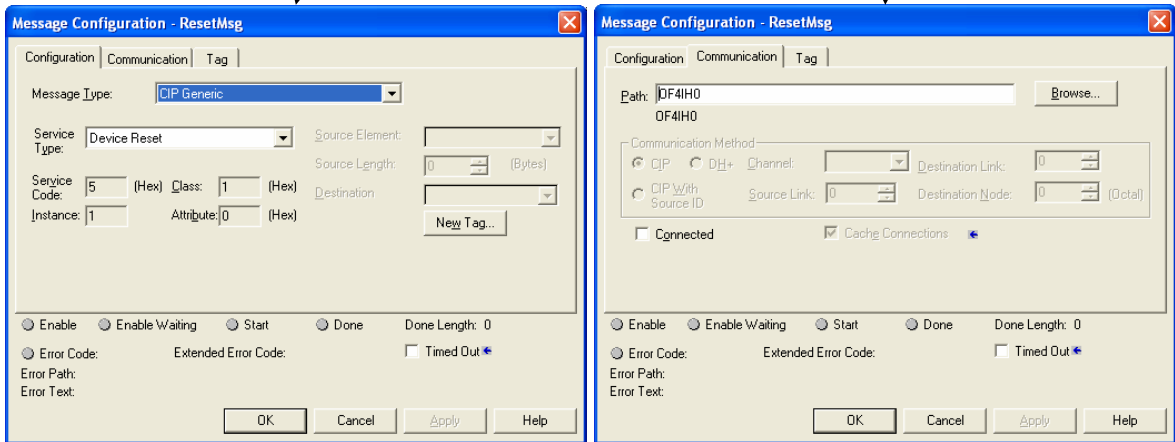 Message Configuration - ResetMsg
Configuration Communication Tag
Message Type: CIP Generic
Service Type: Device Reset
Source Element:
Source Length: 0 (Bytes)
Service Code: 5 (Hex) Class: 1 (Hex)
Destination
Instance: 1 Attribute: 0 (Hex)
New Tag...
Enable Enable Waiting Start Done Done Length: 0
Error Code: Extended Error Code: Timed Out
Error Path:
Error Text:
OK Cancel Apply Help
Message Configuration - ResetMsg
Configuration Communication Tag
Path: OF4IH0 Browse...
OF4IH0
Communication Method
CIP DH+ Channel: Destination Link: 0
CIP With Source ID Source Link: 0 Destination Node: 0 (Octal)
Connected Cache Connections
Enable Enable Waiting Start Done Done Length: 0
Error Code: Extended Error Code: Timed Out
Error Path:
Error Text:
OK Cancel Apply Help